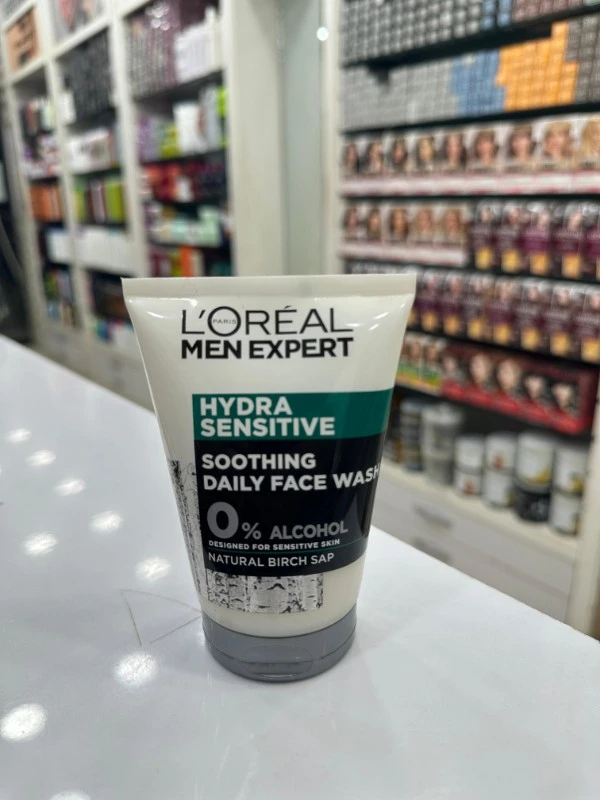 L'ORÉAL
PARIS
MEN EXPERT
HYDRA
SENSITIVE
SOOTHING
DAILY FACE WASH
0% ALCOHOL
DESIGNED FOR SENSITIVE SKIN
NATURAL BIRCH SAP